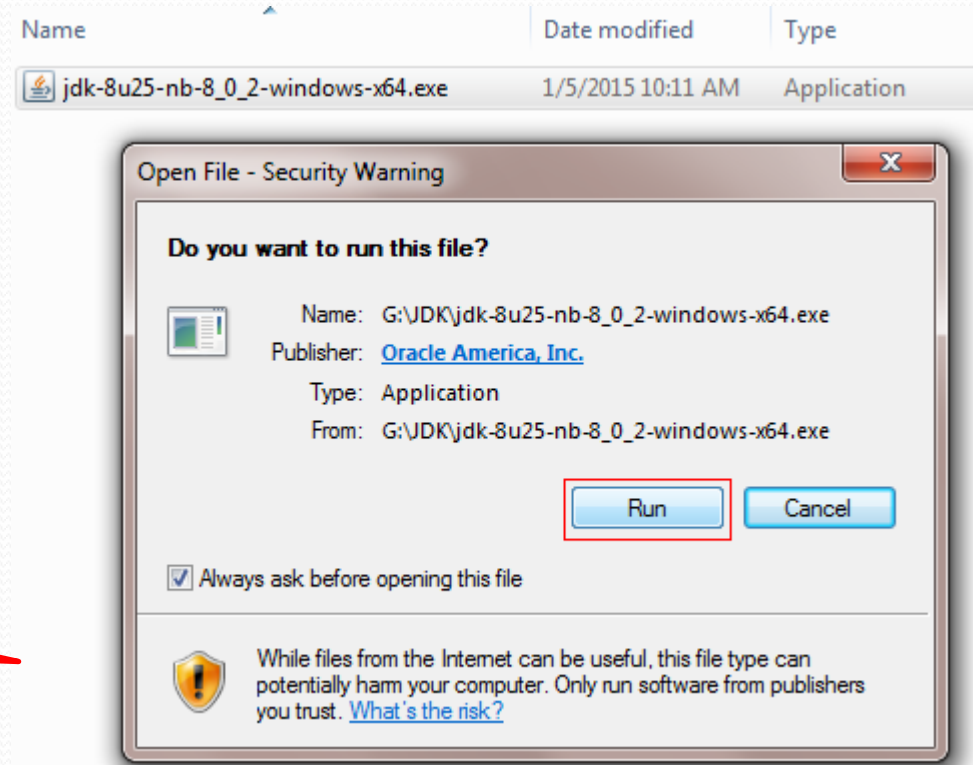 Name Date modified Type
jdk-8u25-nb-8_0_2-windows-x64.exe 1/5/2015 10:11 AM Application
Open File - Security Warning
Do you want to run this file?
Name: G:\JDK\jdk-8u25-nb-8_0_2-windows-x64.exe
Publisher: Oracle America, Inc.
Type: Application
From: G:\JDK\jdk-8u25-nb-8_0_2-windows-x64.exe
Run Cancel
Always ask before opening this file
While files from the Internet can be useful, this file type can
potentially harm your computer. Only run software from publishers
you trust. What's the risk?